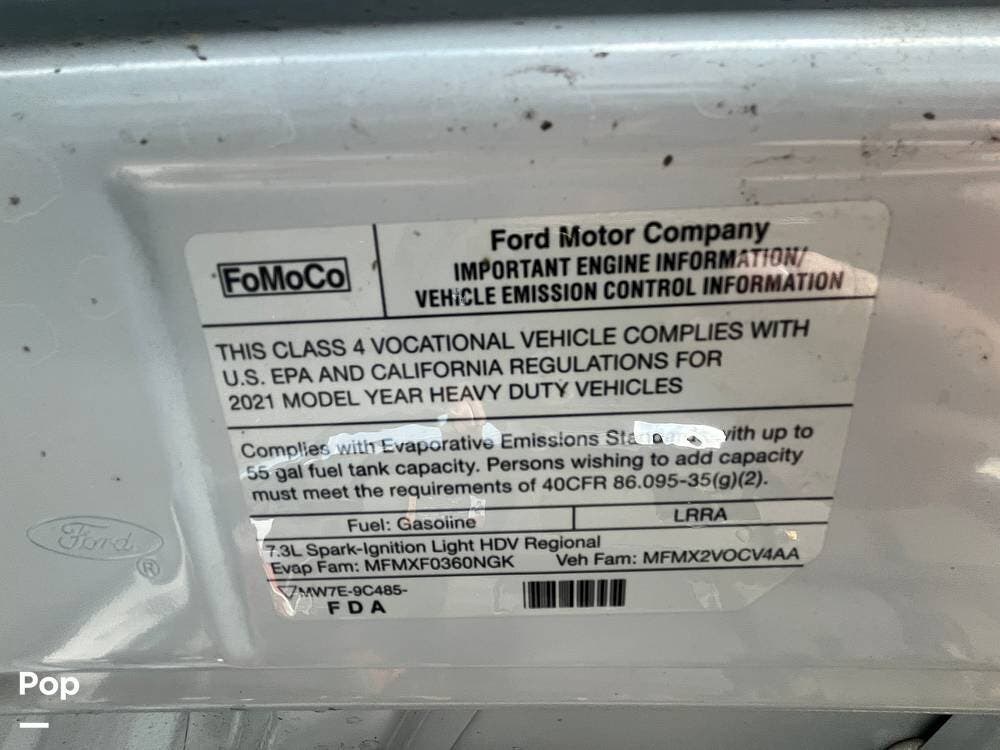 FoMoCo
Ford Motor Company
IMPORTANT ENGINE INFORMATION/
VEHICLE EMISSION CONTROL INFORMATION
THIS CLASS 4 VOCATIONAL VEHICLE COMPLIES WITH
U.S. EPA AND CALIFORNIA REGULATIONS FOR
2021 MODEL YEAR HEAVY DUTY VEHICLES
Complies with Evaporative Emissions with up to
55 gal fuel tank capacity. Persons wishing to add capacity
must meet the requirements of 40CFR 86.095-35(g)(2).
Fuel: Gasoline LRRA
7.3L Spark-Ignition Light HDV Regional
Evap Fam: MFMXF0360NGK Veh Fam: MFMX2VOCV4AA
MW7E-9C485-
FDA
Ford ®
Pop